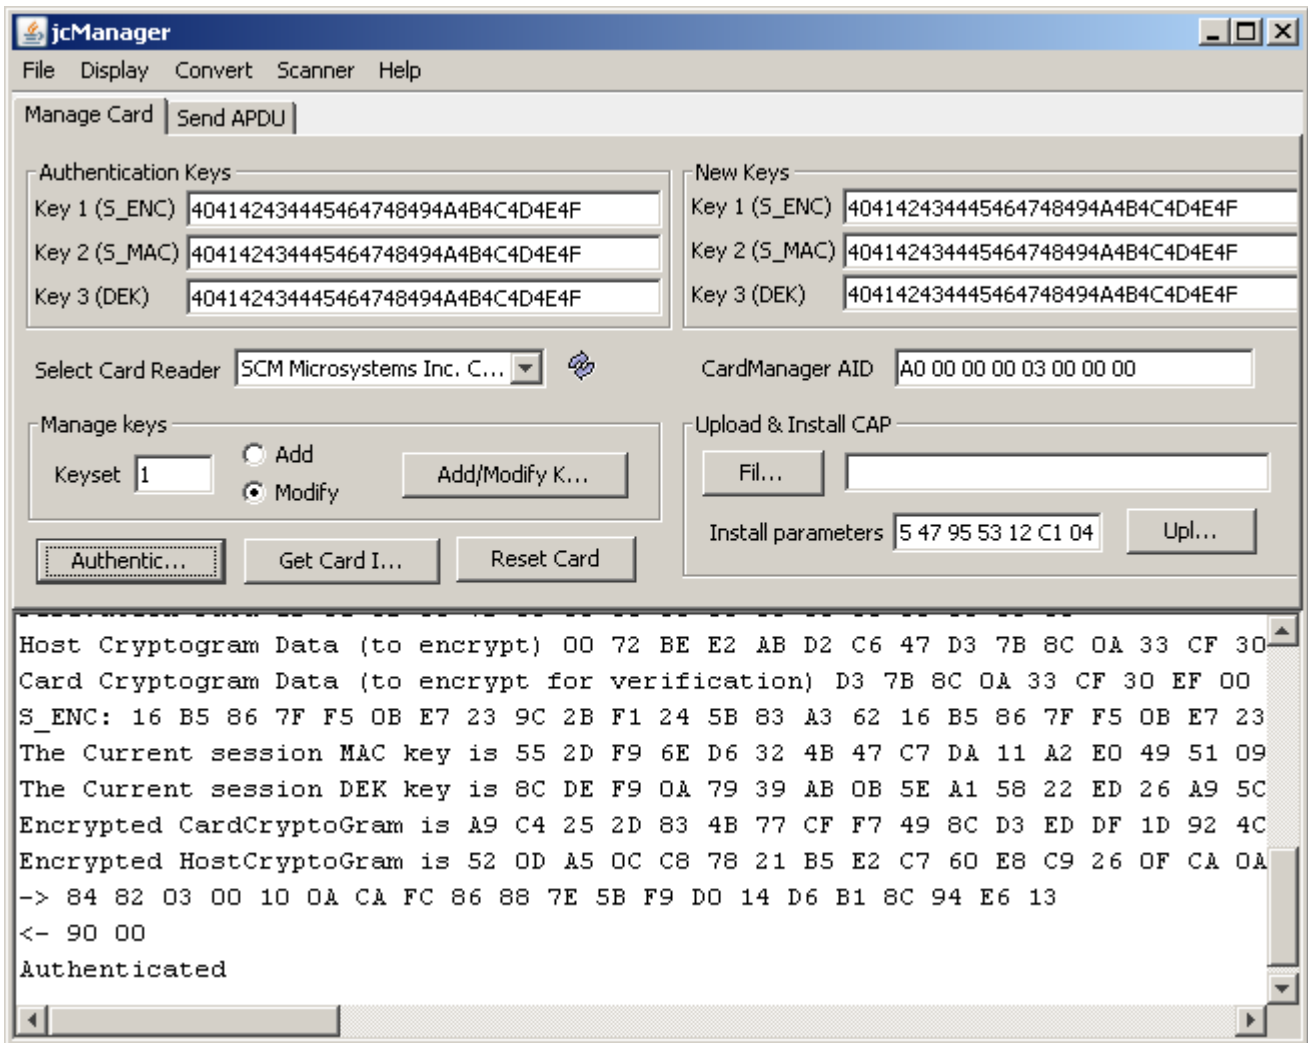 jcManager
File Display Convert Scanner Help
Manage Card Send APDU
Authentication Keys
Key 1 (S_ENC) 404142434445464748494A4B4C4D4E4F
Key 2 (S_MAC) 404142434445464748494A4B4C4D4E4F
Key 3 (DEK) 404142434445464748494A4B4C4D4E4F
New Keys
Key 1 (S_ENC) 404142434445464748494A4B4C4D4E4F
Key 2 (S_MAC) 404142434445464748494A4B4C4D4E4F
Key 3 (DEK) 404142434445464748494A4B4C4D4E4F
Select Card Reader SCM Microsystems Inc. C...
CardManager AID A0 00 00 00 03 00 00 00
Manage keys
Keyset 1
Add
Modify
Add/Modify K...
Upload & Install CAP
Fil...
Install parameters 5 47 95 53 12 C1 04 Upl...
Authentic... Get Card I... Reset Card
Host Cryptogram Data (to encrypt) 00 72 BE E2 AB D2 C6 47 D3 7B 8C 0A 33 CF 30
Card Cryptogram Data (to encrypt for verification) D3 7B 8C 0A 33 CF 30 EF 00
S_ENC: 16 B5 86 7F F5 0B E7 23 9C 2B F1 24 5B 83 A3 62 16 B5 86 7F F5 0B E7 23
The Current session MAC key is 55 2D F9 6E D6 32 4B 47 C7 DA 11 A2 E0 49 51 09
The Current session DEK key is 8C DE F9 0A 79 39 AB 0B 5E A1 58 22 ED 26 A9 5C
Encrypted CardCryptoGram is A9 C4 25 2D 83 4B 77 CF F7 49 8C D3 ED DF 1D 92 4C
Encrypted HostCryptoGram is 52 0D A5 0C C8 78 21 B5 E2 C7 60 E8 C9 26 0F CA 0A
-> 84 82 03 00 10 0A CA FC 86 88 7E 5B F9 D0 14 D6 B1 8C 94 E6 13
<- 90 00
Authenticated